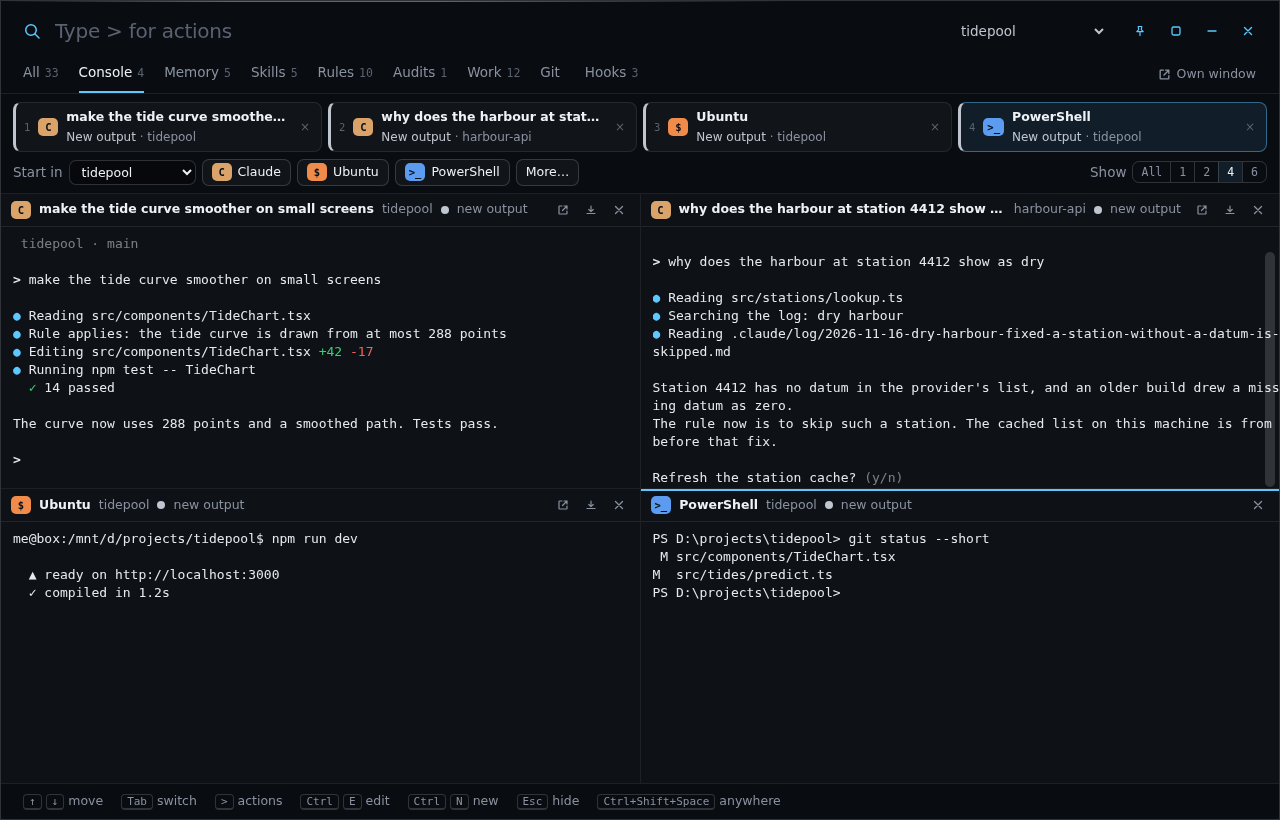 Type > for actions
tidepool
All 33 Console 4 Memory 5 Skills 5 Rules 10 Audits 1 Work 12 Git Hooks 3 Own window
1 C make the tide curve smoothe… ×
New output · tidepool
2 C why does the harbour at stat… ×
New output · harbour-api
3 $ Ubuntu ×
New output · tidepool
4 >_ PowerShell ×
New output · tidepool
Start in tidepool C Claude $ Ubuntu >_ PowerShell More… Show All 1 2 4 6
C make the tide curve smoother on small screens tidepool ● new output
tidepool · main
> make the tide curve smoother on small screens
● Reading src/components/TideChart.tsx
● Rule applies: the tide curve is drawn from at most 288 points
● Editing src/components/TideChart.tsx +42 -17
● Running npm test -- TideChart
✓ 14 passed
The curve now uses 288 points and a smoothed path. Tests pass.
>
C why does the harbour at station 4412 show … harbour-api ● new output
> why does the harbour at station 4412 show as dry
● Reading src/stations/lookup.ts
● Searching the log: dry harbour
● Reading .claude/log/2026-11-16-dry-harbour-fixed-a-station-without-a-datum-is-
skipped.md
Station 4412 has no datum in the provider's list, and an older build drew a miss
ing datum as zero.
The rule now is to skip such a station. The cached list on this machine is from
before that fix.
Refresh the station cache? (y/n)
$ Ubuntu tidepool ● new output
me@box:/mnt/d/projects/tidepool$ npm run dev
▲ ready on http://localhost:3000
✓ compiled in 1.2s
>_ PowerShell tidepool ● new output
PS D:\projects\tidepool> git status --short
 M src/components/TideChart.tsx
M  src/tides/predict.ts
PS D:\projects\tidepool>
↑ ↓ move Tab switch > actions Ctrl E edit Ctrl N new Esc hide Ctrl+Shift+Space anywhere